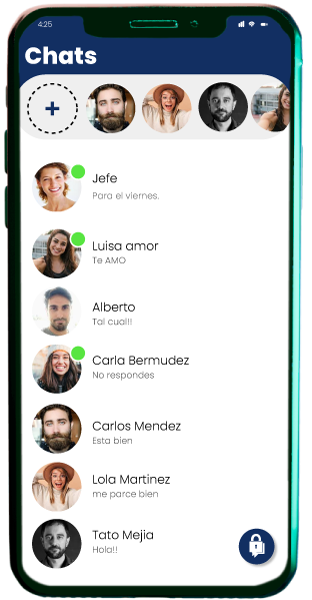 4:25
Chats
+
Jefe
Para el viernes.
Luisa amor
Te AMO
Alberto
Tal cual!!
Carla Bermudez
No respondes
Carlos Mendez
Esta bien
Lola Martinez
me parce bien
Tato Mejia
Hola!!